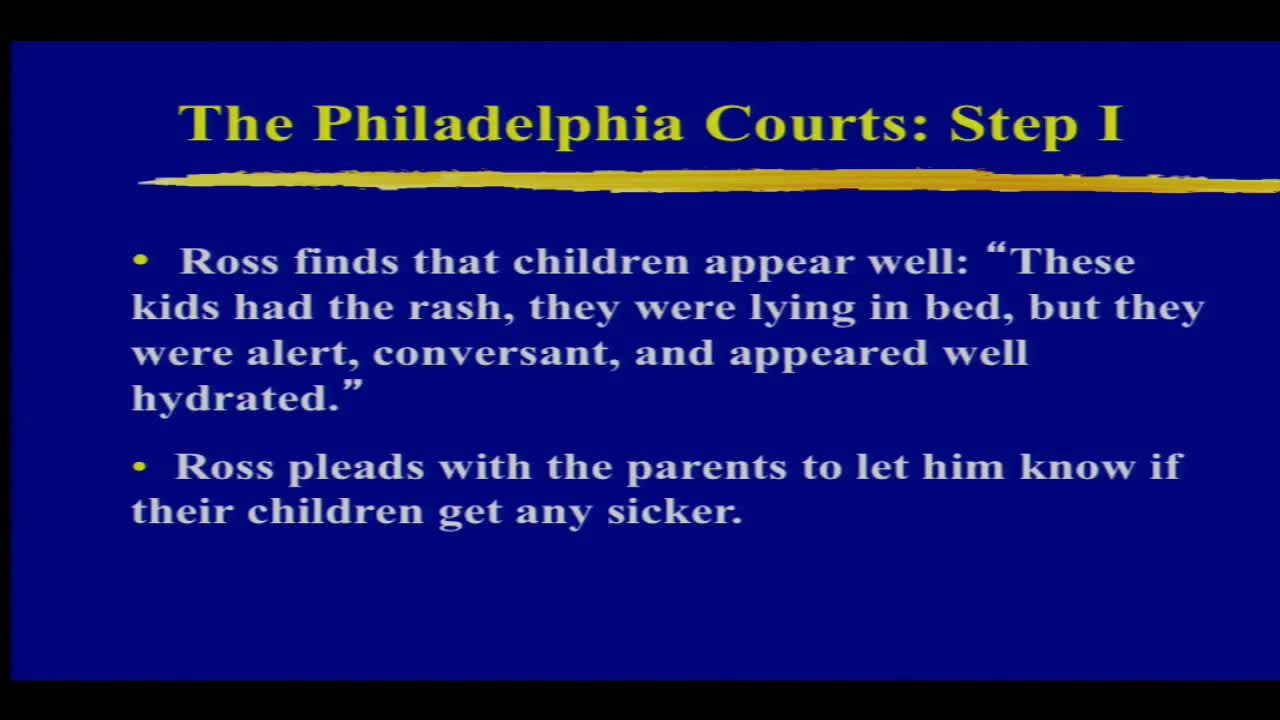 The Philadelphia Courts: Step I
• Ross finds that children appear well: “These
kids had the rash, they were lying in bed, but they
were alert, conversant, and appeared well
hydrated.”
• Ross pleads with the parents to let him know if
their children get any sicker.